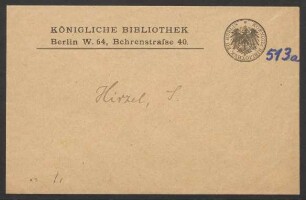 KÖNIGLICHE BIBLIOTHEK
Berlin W. 64, Behrenstraſse 40.
513a
Hirzel, S.